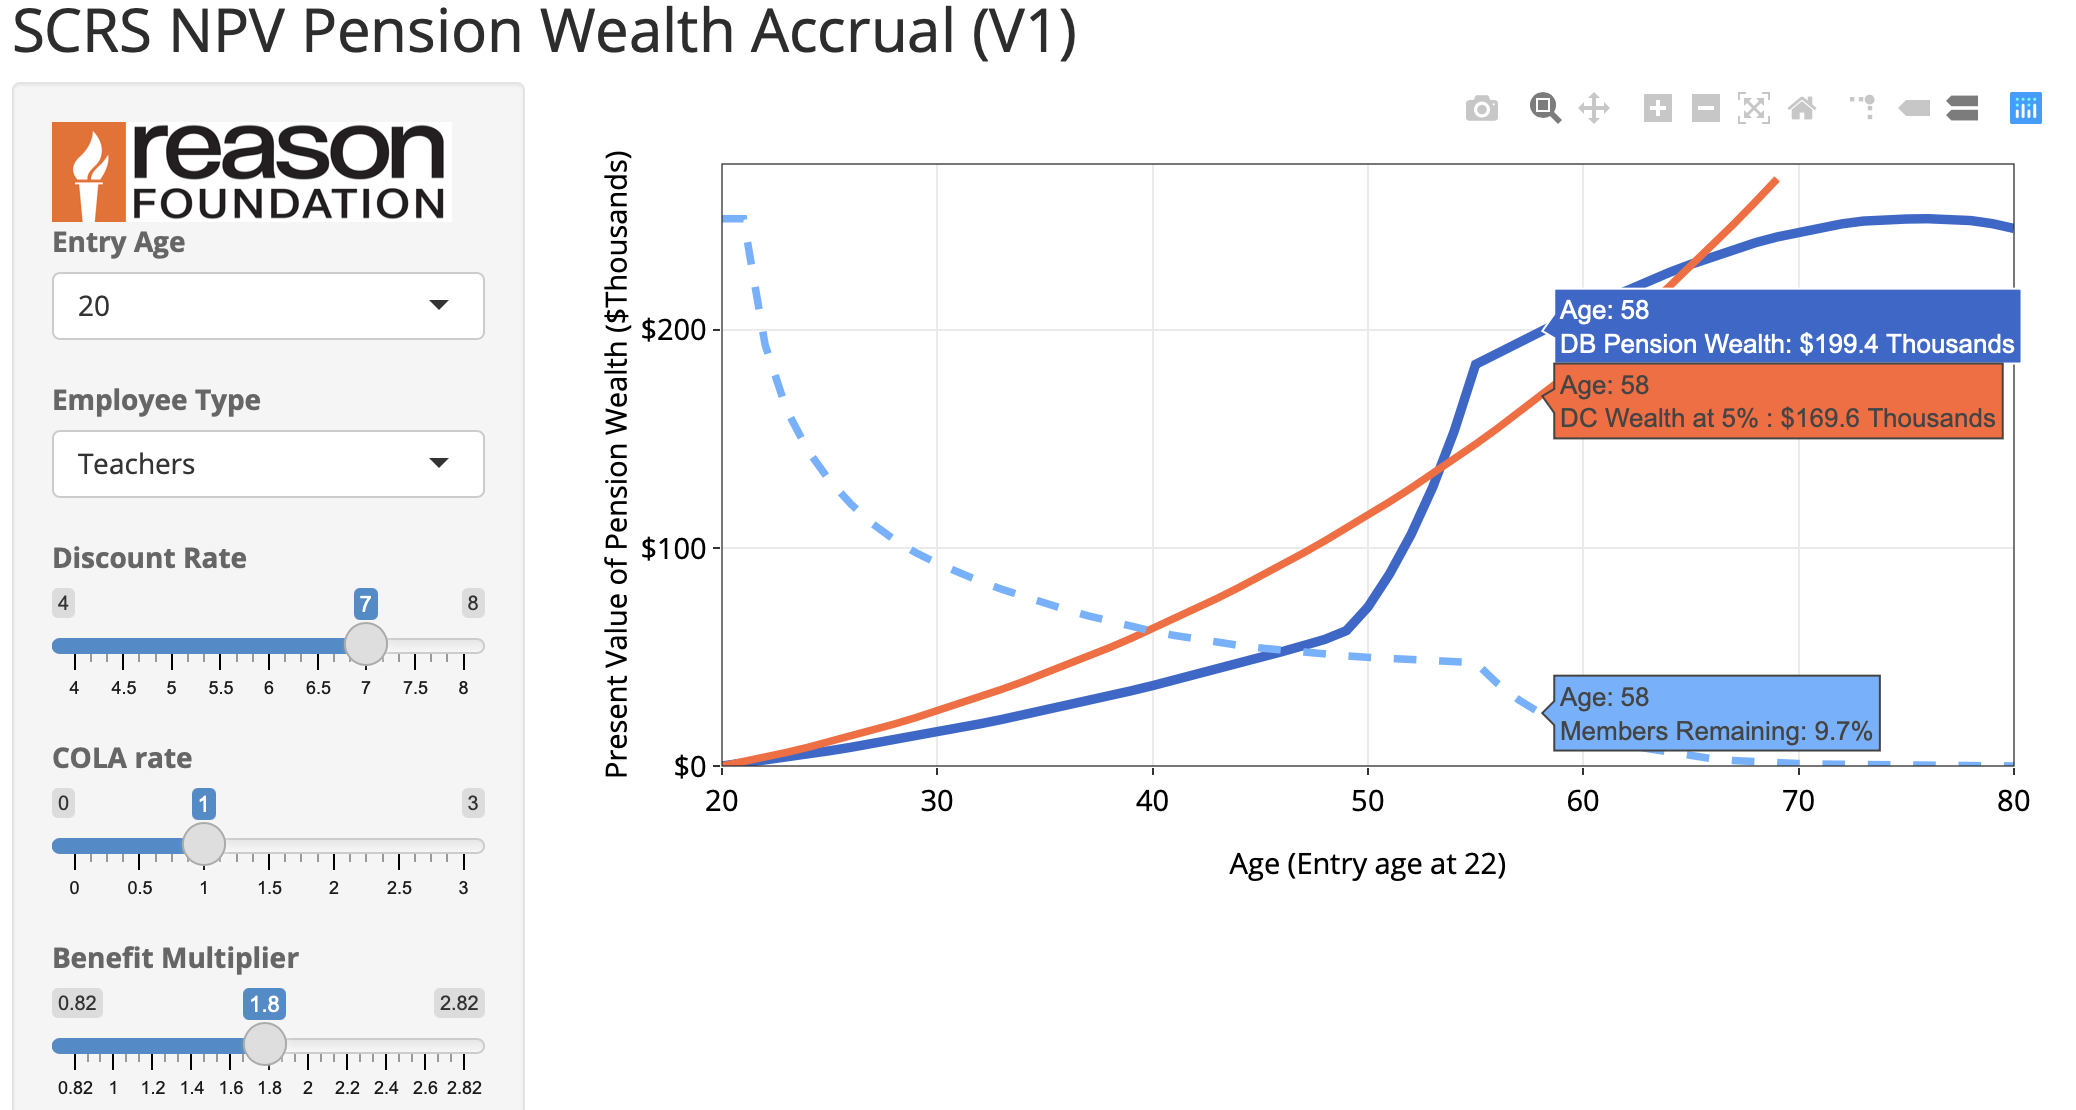 SCRS NPV Pension Wealth Accrual (V1)
reason
FOUNDATION
Entry Age
20
Employee Type
Teachers
Discount Rate
4
7
8
4 4.5 5 5.5 6 6.5 7 7.5 8
COLA rate
0
1
3
0 0.5 1 1.5 2 2.5 3
Benefit Multiplier
0.82
1.8
2.82
0.82 1 1.2 1.4 1.6 1.8 2 2.2 2.4 2.6 2.82
Present Value of Pension Wealth ($Thousands)
$200
$100
$0
Age: 58
DB Pension Wealth: $199.4 Thousands
Age: 58
DC Wealth at 5% : $169.6 Thousands
Age: 58
Members Remaining: 9.7%
20 30 40 50 60 70 80
Age (Entry age at 22)